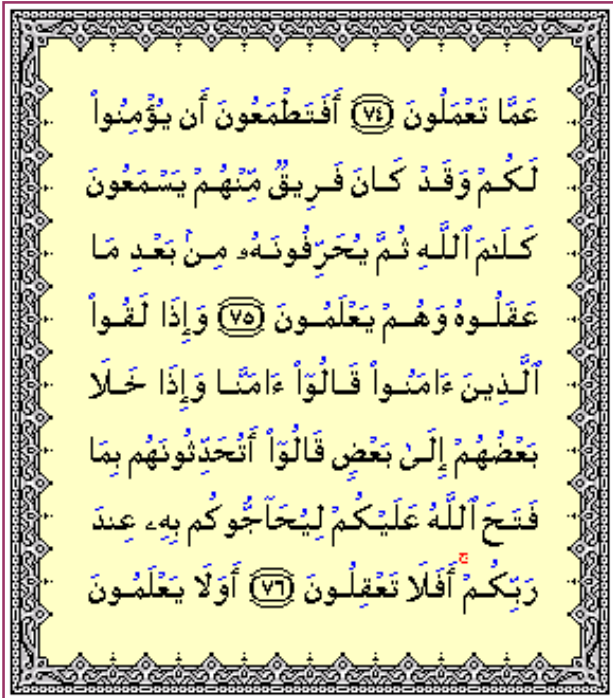 عَمَّا تَعْمَلُونَ ﴿٧٤﴾ أَفَتَطْمَعُونَ أَن يُؤْمِنُوا۟
لَكُمْ وَقَدْ كَانَ فَرِيقٌ مِّنْهُمْ يَسْمَعُونَ
كَلَـٰمَ ٱللَّهِ ثُمَّ يُحَرِّفُونَهُۥ مِنۢ بَعْدِ مَا
عَقَلُوهُ وَهُمْ يَعْلَمُونَ ﴿٧٥﴾ وَإِذَا لَقُوا۟
ٱلَّذِينَ ءَامَنُوا۟ قَالُوٓا۟ ءَامَنَّا وَإِذَا خَلَا
بَعْضُهُمْ إِلَىٰ بَعْضٍ قَالُوٓا۟ أَتُحَدِّثُونَهُم بِمَا
فَتَحَ ٱللَّهُ عَلَيْكُمْ لِيُحَآجُّوكُم بِهِۦ عِندَ
رَبِّكُمْ ۚ أَفَلَا تَعْقِلُونَ ﴿٧٦﴾ أَوَلَا يَعْلَمُونَ